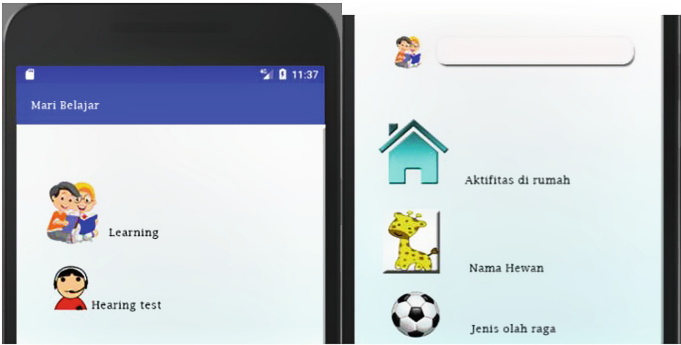 11:37
Mari Belajar
Learning
Hearing test
Aktifitas di rumah
Nama Hewan
Jenis olah raga